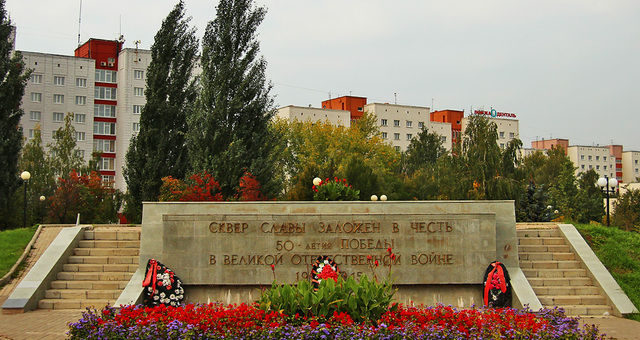 СКВЕР СЛАВЫ ЗАЛОЖЕН В ЧЕСТЬ
50-ЛЕТИЯ ПОБЕДЫ
В ВЕЛИКОЙ ОТЕЧЕСТВЕННОЙ ВОЙНЕ